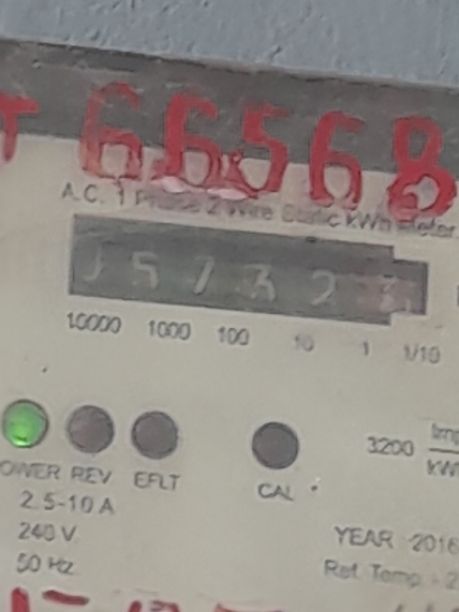 66568
A.C. 1 Phase 2 Wire Static kWh Meter
10000 1000 100 10 1 1/10
3200
POWER REV EFLT
CAL
2.5-10 A
240 V
50 Hz
YEAR 2016
Ref. Temp